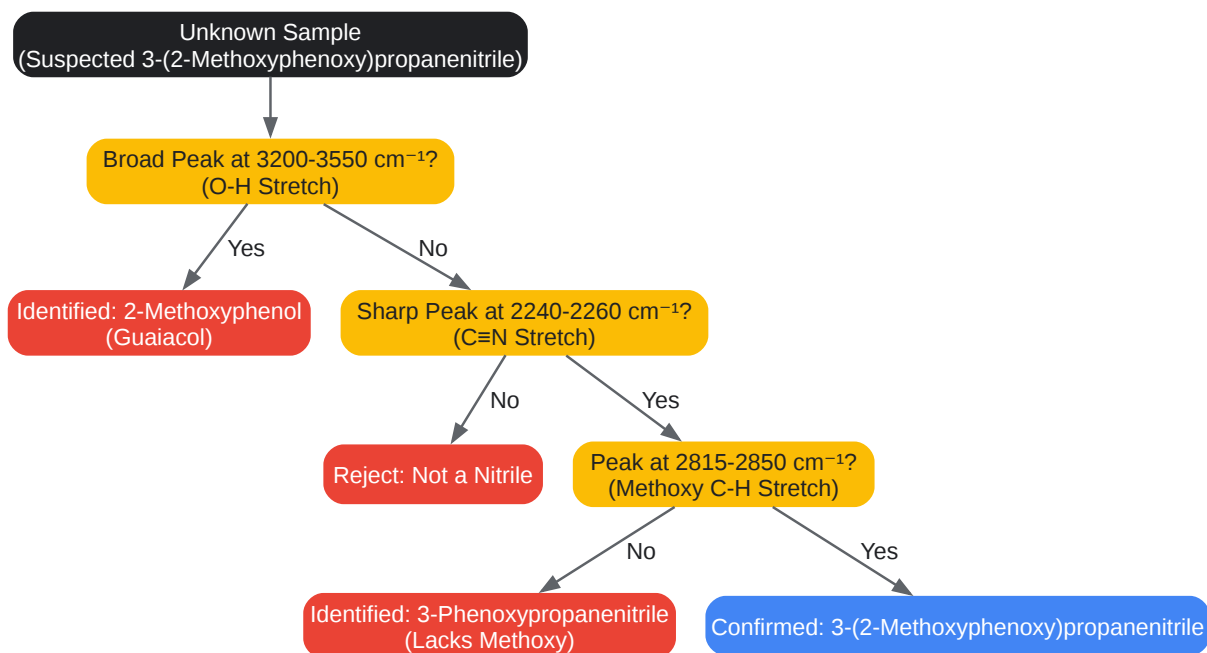 Unknown Sample
(Suspected 3-(2-Methoxyphenoxy)propanenitrile)
Broad Peak at 3200-3550 cm⁻¹?
(O-H Stretch)
Yes
No
Identified: 2-Methoxyphenol
(Guaiacol)
Sharp Peak at 2240-2260 cm⁻¹?
(C≡N Stretch)
No
Yes
Reject: Not a Nitrile
Peak at 2815-2850 cm⁻¹?
(Methoxy C-H Stretch)
No
Yes
Identified: 3-Phenoxypropanenitrile
(Lacks Methoxy)
Confirmed: 3-(2-Methoxyphenoxy)propanenitrile